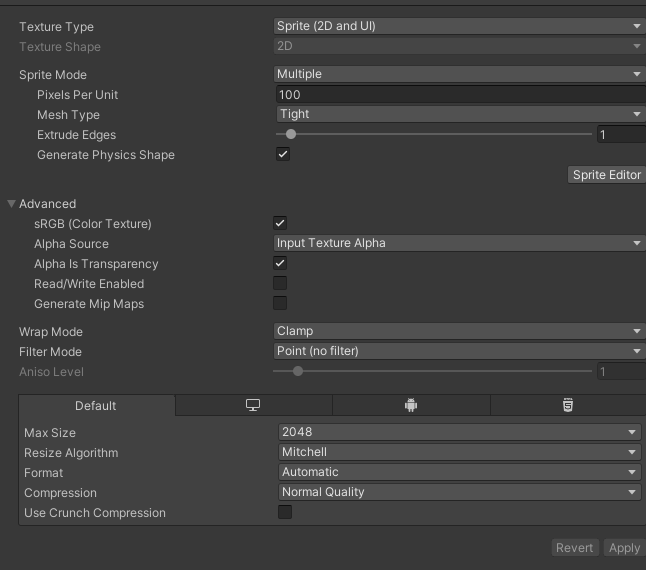 Texture Type Sprite (2D and UI)
Texture Shape 2D
Sprite Mode Multiple
Pixels Per Unit 100
Mesh Type Tight
Extrude Edges 1
Generate Physics Shape
Sprite Editor
Advanced
sRGB (Color Texture)
Alpha Source Input Texture Alpha
Alpha Is Transparency
Read/Write Enabled
Generate Mip Maps
Wrap Mode Clamp
Filter Mode Point (no filter)
Aniso Level 1
Default
Max Size 2048
Resize Algorithm Mitchell
Format Automatic
Compression Normal Quality
Use Crunch Compression
Revert Apply